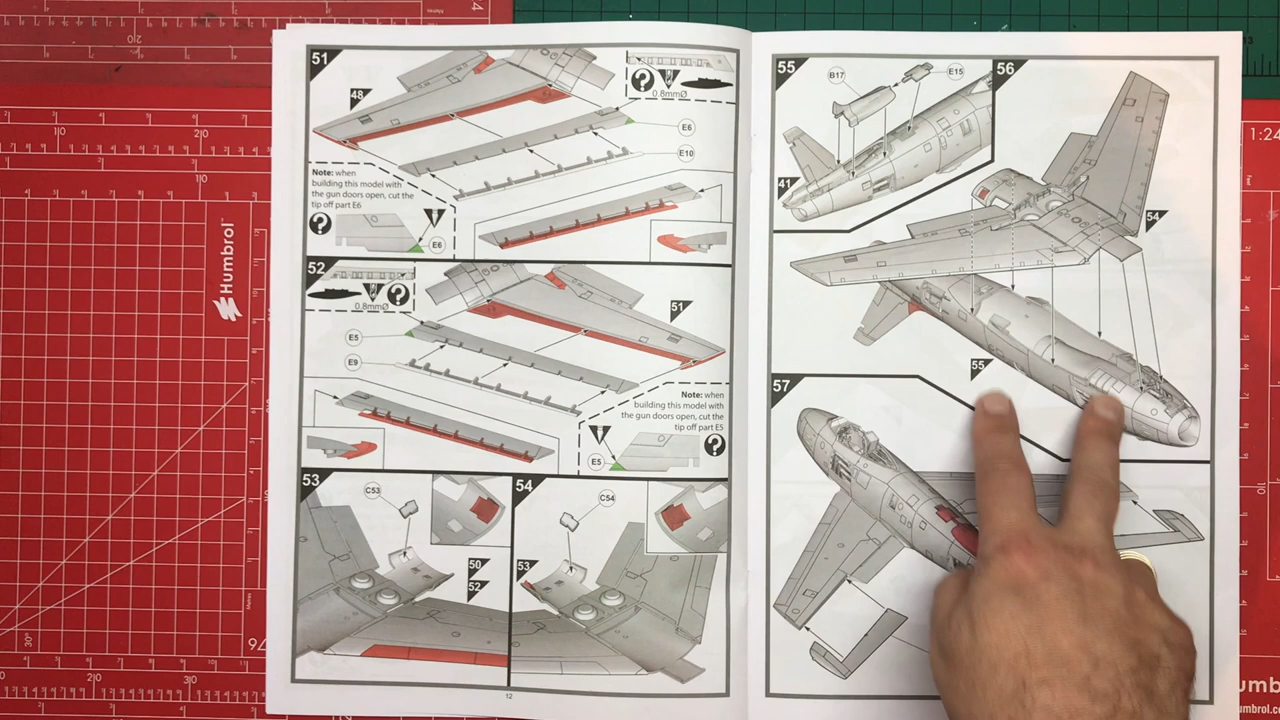 51
48
0.8mmØ
E6
E10
Note: when
building this model with
the gun doors open, cut the
tip off part E6
E6
52
0.8mmØ
51
E5
E9
Note: when
building this model with
the gun doors open, cut the
tip off part E5
E5
53
C53
50
52
54
C54
53
12
55
B17
E15
41
56
54
55
57
Humbrol
1:24
Humbrol.co